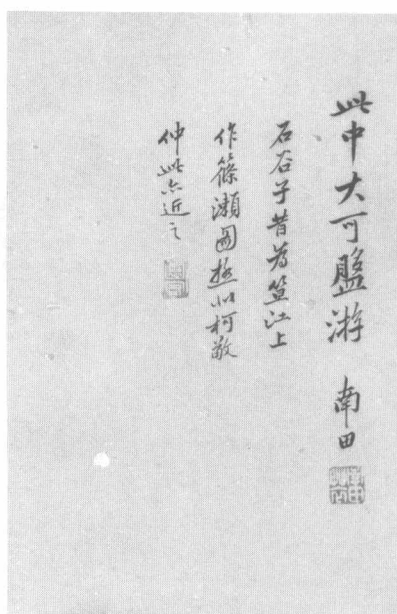 此中大可盤游 南田
石谷子昔為笪江上
作篠瀨圖極似柯敬
仲此亦近之